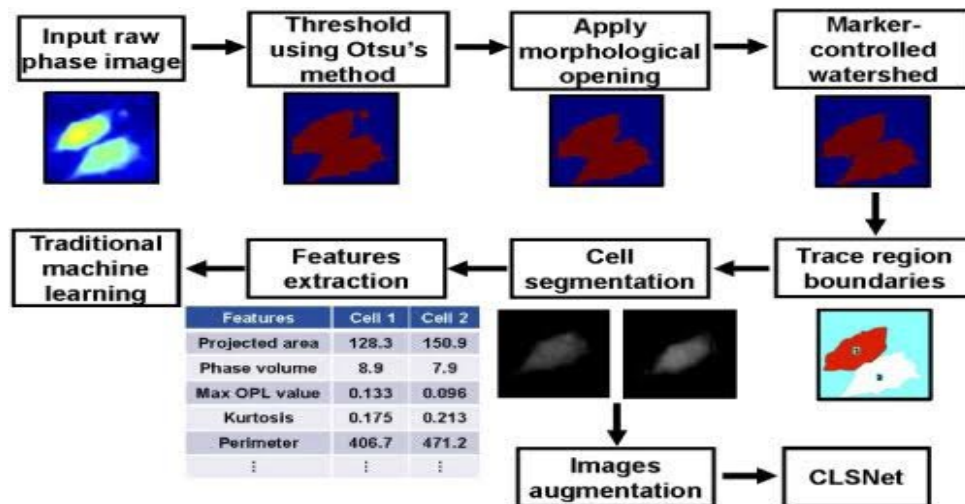 Input raw
phase image
Threshold
using Otsu's
method
Apply
morphological
opening
Marker-
controlled
watershed
Traditional
machine
learning
Features
extraction
Cell
segmentation
Trace region
boundaries
Features Cell 1 Cell 2
Projected area 128.3 150.9
Phase volume 8.9 7.9
Max OPL value 0.133 0.096
Kurtosis 0.175 0.213
Perimeter 406.7 471.2
⋮ ⋮ ⋮
Images
augmentation
CLSNet